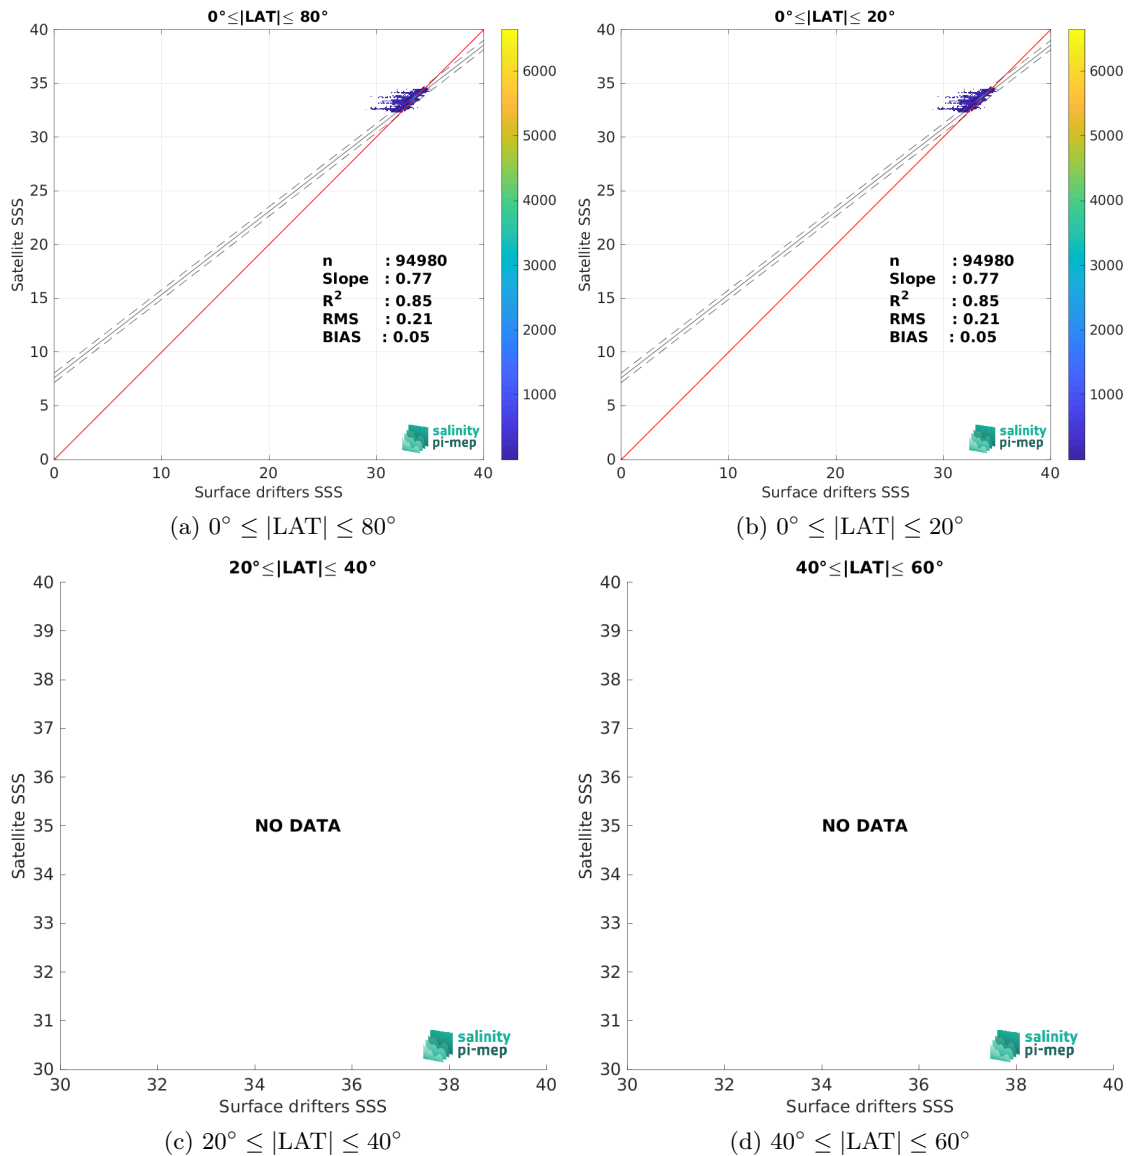 0°≤|LAT|≤ 80°
40
35
30
25
20
15
10
5
0
0
10
20
30
40
Satellite SSS
Surface drifters SSS
n : 94980
Slope : 0.77
R² : 0.85
RMS : 0.21
BIAS : 0.05
salinity
pi-mep
6000
5000
4000
3000
2000
1000
(a) 0° ≤ |LAT| ≤ 80°
0°≤|LAT|≤ 20°
40
35
30
25
20
15
10
5
0
0
10
20
30
40
Satellite SSS
Surface drifters SSS
n : 94980
Slope : 0.77
R² : 0.85
RMS : 0.21
BIAS : 0.05
salinity
pi-mep
6000
5000
4000
3000
2000
1000
(b) 0° ≤ |LAT| ≤ 20°
20°≤|LAT|≤ 40°
40
39
38
37
36
35
34
33
32
31
30
30
32
34
36
38
40
Satellite SSS
NO DATA
salinity
pi-mep
Surface drifters SSS
(c) 20° ≤ |LAT| ≤ 40°
40°≤|LAT|≤ 60°
40
39
38
37
36
35
34
33
32
31
30
30
32
34
36
38
40
Satellite SSS
NO DATA
salinity
pi-mep
Surface drifters SSS
(d) 40° ≤ |LAT| ≤ 60°